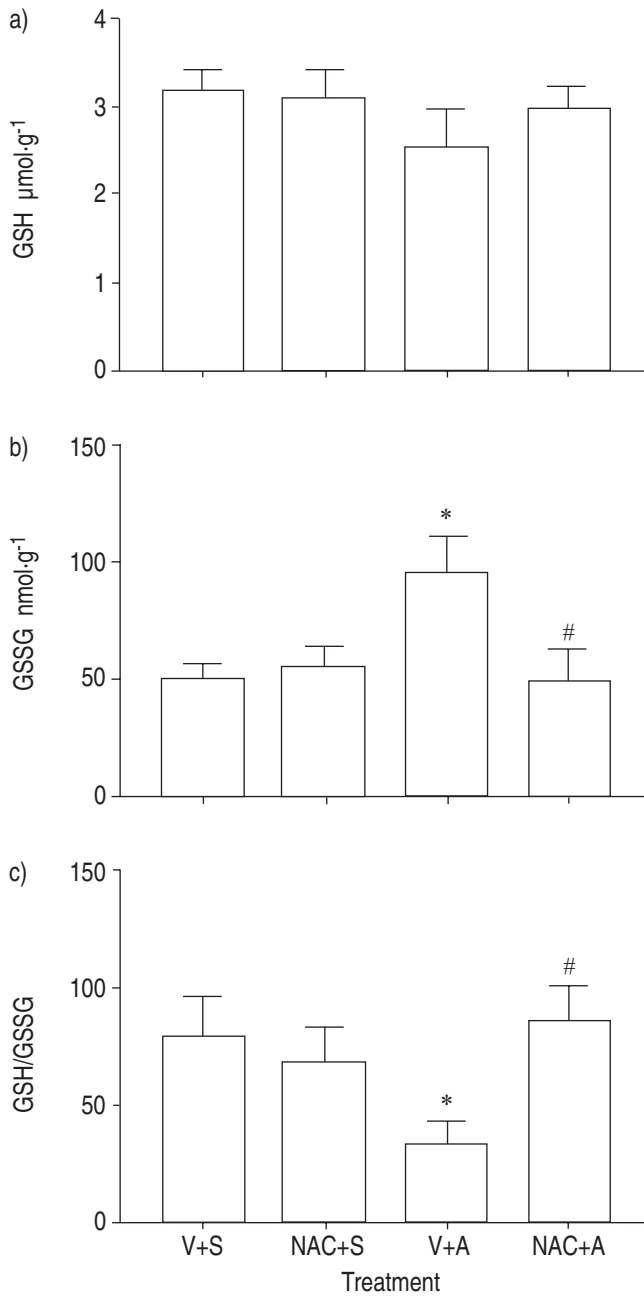 a)
4
3
2
1
0
GSH µmol·g⁻¹
b)
150
100
50
0
GSSG nmol·g⁻¹
*
#
c)
150
100
50
0
GSH/GSSG
*
#
V+S NAC+S V+A NAC+A
Treatment